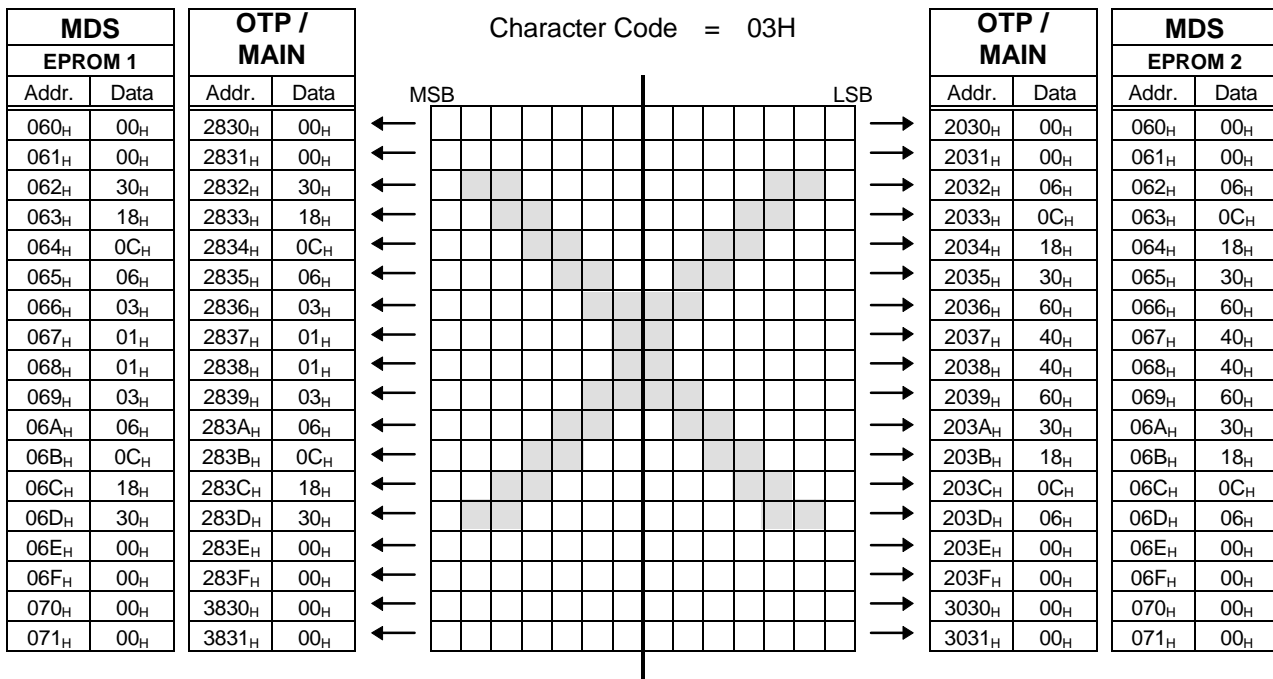 MDS OTP / MAIN Character Code = 03H OTP / MAIN MDS
EPROM 1 EPROM 2
Addr. Data Addr. Data MSB LSB Addr. Data Addr. Data
060H 00H 2830H 00H 2030H 00H 060H 00H
061H 00H 2831H 00H 2031H 00H 061H 00H
062H 30H 2832H 30H 2032H 06H 062H 06H
063H 18H 2833H 18H 2033H 0CH 063H 0CH
064H 0CH 2834H 0CH 2034H 18H 064H 18H
065H 06H 2835H 06H 2035H 30H 065H 30H
066H 03H 2836H 03H 2036H 60H 066H 60H
067H 01H 2837H 01H 2037H 40H 067H 40H
068H 01H 2838H 01H 2038H 40H 068H 40H
069H 03H 2839H 03H 2039H 60H 069H 60H
06AH 06H 283AH 06H 203AH 30H 06AH 30H
06BH 0CH 283BH 0CH 203BH 18H 06BH 18H
06CH 18H 283CH 18H 203CH 0CH 06CH 0CH
06DH 30H 283DH 30H 203DH 06H 06DH 06H
06EH 00H 283EH 00H 203EH 00H 06EH 00H
06FH 00H 283FH 00H 203FH 00H 06FH 00H
070H 00H 3830H 00H 3030H 00H 070H 00H
071H 00H 3831H 00H 3031H 00H 071H 00H